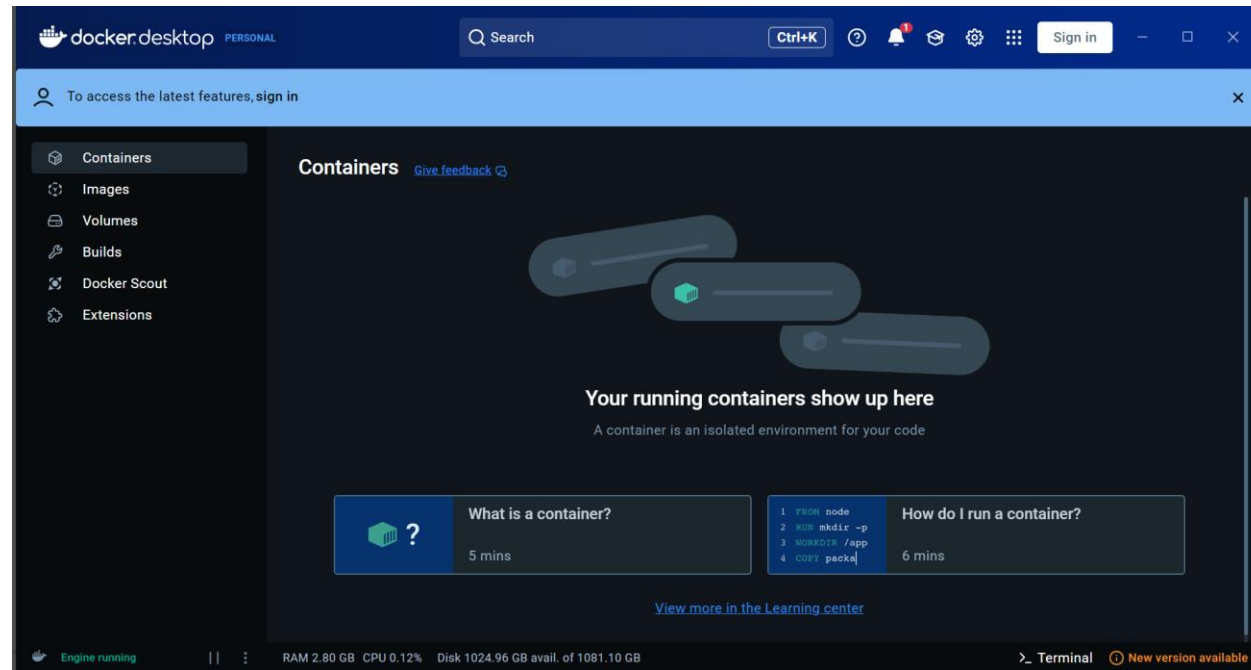 docker.desktop PERSONAL
Search
Ctrl+K
1
Sign in
To access the latest features, sign in
Containers
Images
Volumes
Builds
Docker Scout
Extensions
Containers Give feedback
Your running containers show up here
A container is an isolated environment for your code
?
What is a container?
5 mins
1 FROM node
2 RUN mkdir -p
3 WORKDIR /app
4 COPY packa
How do I run a container?
6 mins
View more in the Learning center
Engine running
RAM 2.80 GB CPU 0.12% Disk 1024.96 GB avail. of 1081.10 GB
>_ Terminal
New version available